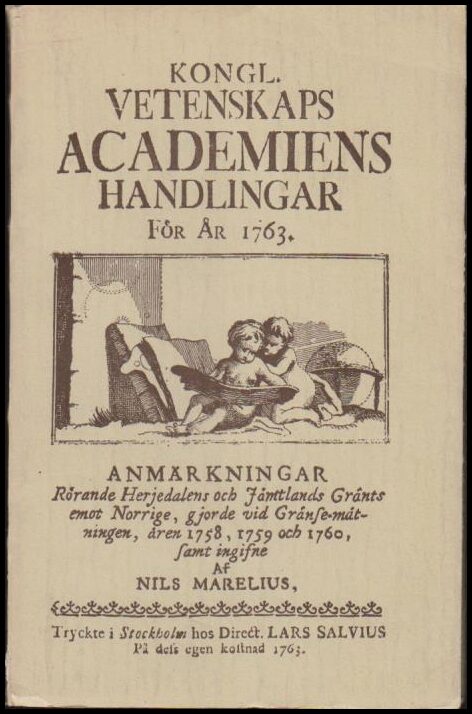 KONGL.
VETENSKAPS
ACADEMIENS
HANDLINGAR
FÖR ÅR 1763.
ANMÄRKNINGAR
Rörande Herjedalens och Jämtlands Gränts
emot Norrige, gjorde vid Gränſe-mät-
ningen, åren 1758, 1759 och 1760,
ſamt ingifne
AF
NILS MARELIUS,
Tryckte i Stockholm hos Direct. LARS SALVIUS
På deſs egen koſtnad 1763.